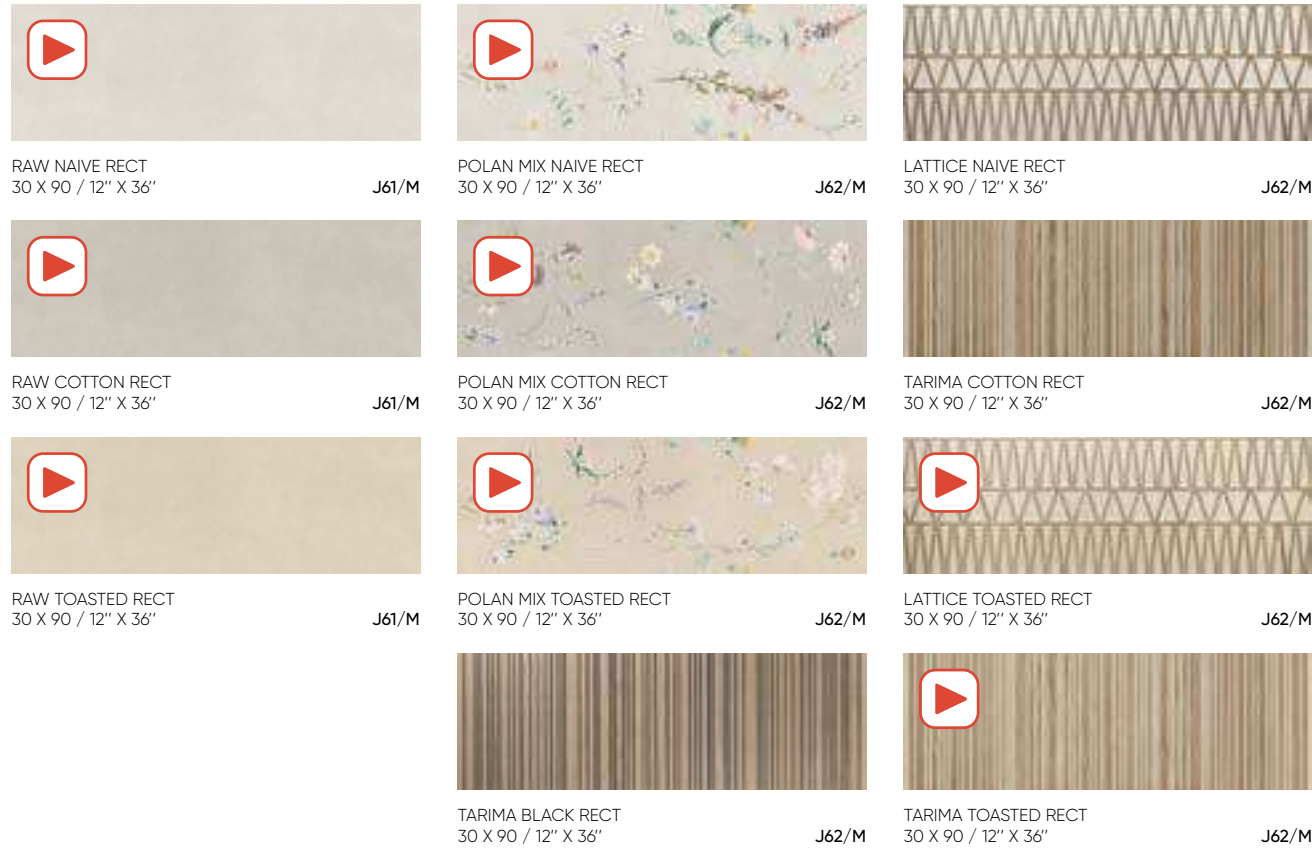 RAW NAIVE RECT
30 X 90 / 12’’ X 36’’ J61/M
POLAN MIX NAIVE RECT
30 X 90 / 12’’ X 36’’ J62/M
LATTICE NAIVE RECT
30 X 90 / 12’’ X 36’’ J62/M
RAW COTTON RECT
30 X 90 / 12’’ X 36’’ J61/M
POLAN MIX COTTON RECT
30 X 90 / 12’’ X 36’’ J62/M
TARIMA COTTON RECT
30 X 90 / 12’’ X 36’’ J62/M
RAW TOASTED RECT
30 X 90 / 12’’ X 36’’ J61/M
POLAN MIX TOASTED RECT
30 X 90 / 12’’ X 36’’ J62/M
LATTICE TOASTED RECT
30 X 90 / 12’’ X 36’’ J62/M
TARIMA BLACK RECT
30 X 90 / 12’’ X 36’’ J62/M
TARIMA TOASTED RECT
30 X 90 / 12’’ X 36’’ J62/M